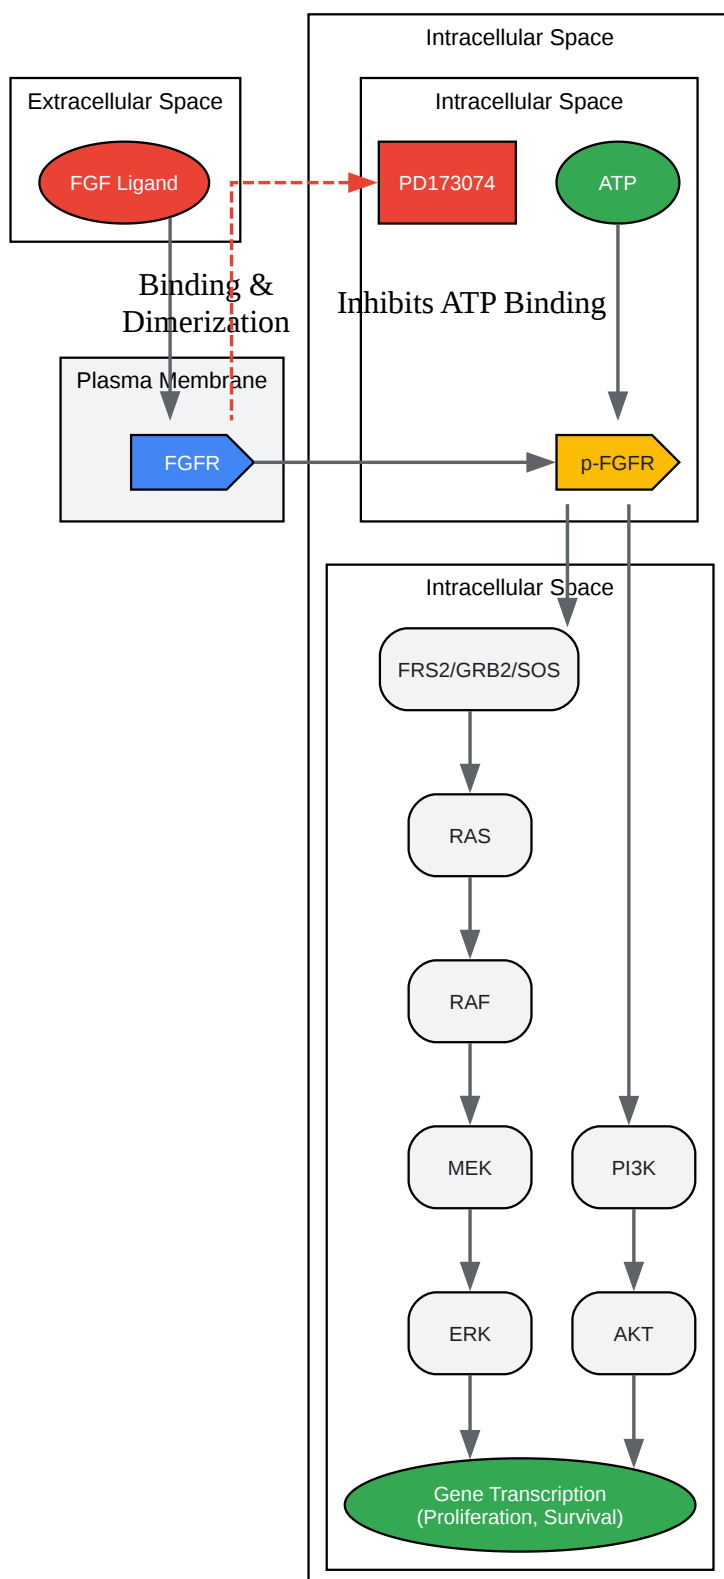 Intracellular Space
Extracellular Space
Intracellular Space
FGF Ligand
PD173074
ATP
Binding &
Dimerization
Inhibits ATP Binding
Plasma Membrane
FGFR
p-FGFR
Intracellular Space
FRS2/GRB2/SOS
RAS
RAF
MEK
PI3K
ERK
AKT
Gene Transcription
(Proliferation, Survival)